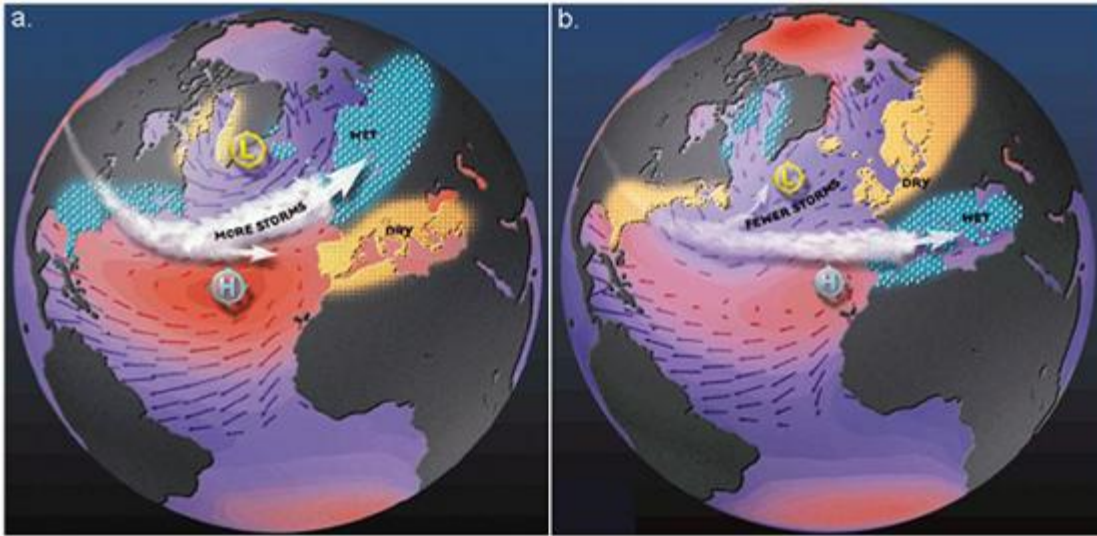 a.
WET
L
MORE STORMS
DRY
H
b.
L
DRY
FEWER STORMS
WET
H